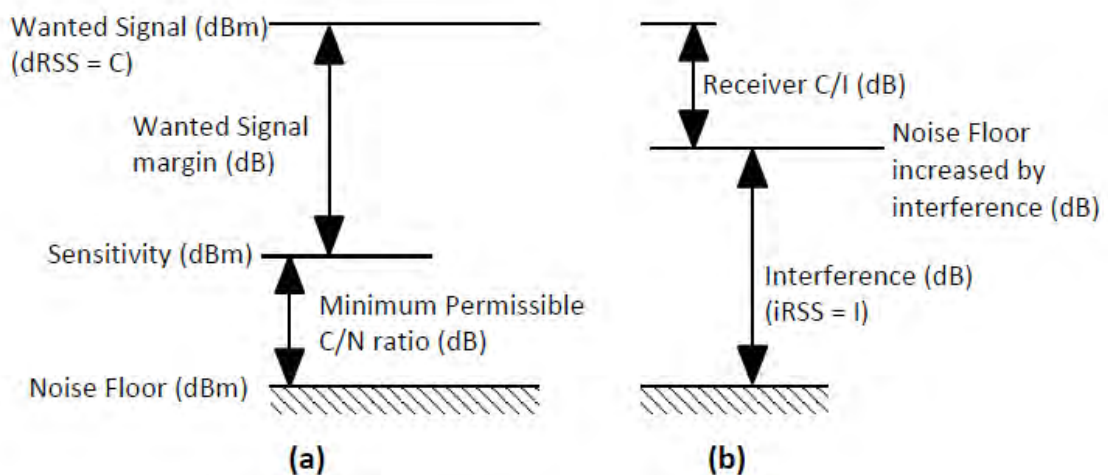 Wanted Signal (dBm)
(dRSS = C)
Wanted Signal
margin (dB)
Sensitivity (dBm)
Minimum Permissible
C/N ratio (dB)
Noise Floor (dBm)
(a)
Receiver C/I (dB)
Noise Floor
increased by
interference (dB)
Interference (dB)
(iRSS = I)
(b)